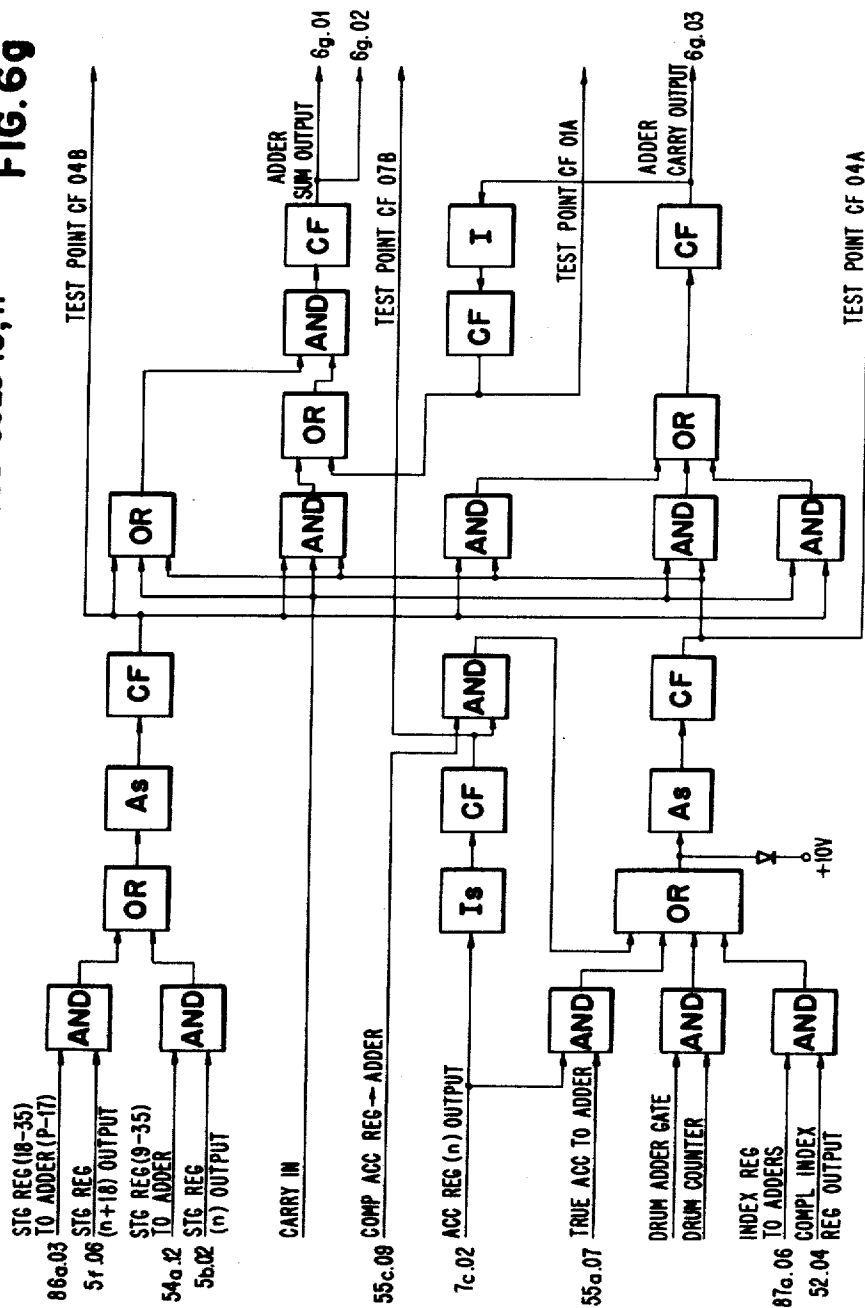 FIG. 6g
TEST POINT CF 04B
STG REG (18-35)
TO ADDER (P-17)
86a.03
STG REG
5f.06
(n+18) OUTPUT
STG REG (9-35)
TO ADDER
54a.12
STG REG
5b.02
(n) OUTPUT
AND
AND
OR
As
CF
OR
AND
OR
AND
CF
ADDER
SUM OUTPUT
6g.01
6g.02
CARRY IN
TEST POINT CF 07B
COMP ACC REG → ADDER
55c.09
ACC REG (n) OUTPUT
7c.02
Is
CF
AND
AND
CF
I
TEST POINT CF 01A
TRUE ACC TO ADDER
55a.07
DRUM ADDER GATE
DRUM COUNTER
INDEX REG
TO ADDERS
87a.06
COMPL INDEX
52.04
REG OUTPUT
AND
AND
AND
OR
+10V
As
CF
AND
AND
OR
CF
ADDER
CARRY OUTPUT
6g.03
TEST POINT CF 04A